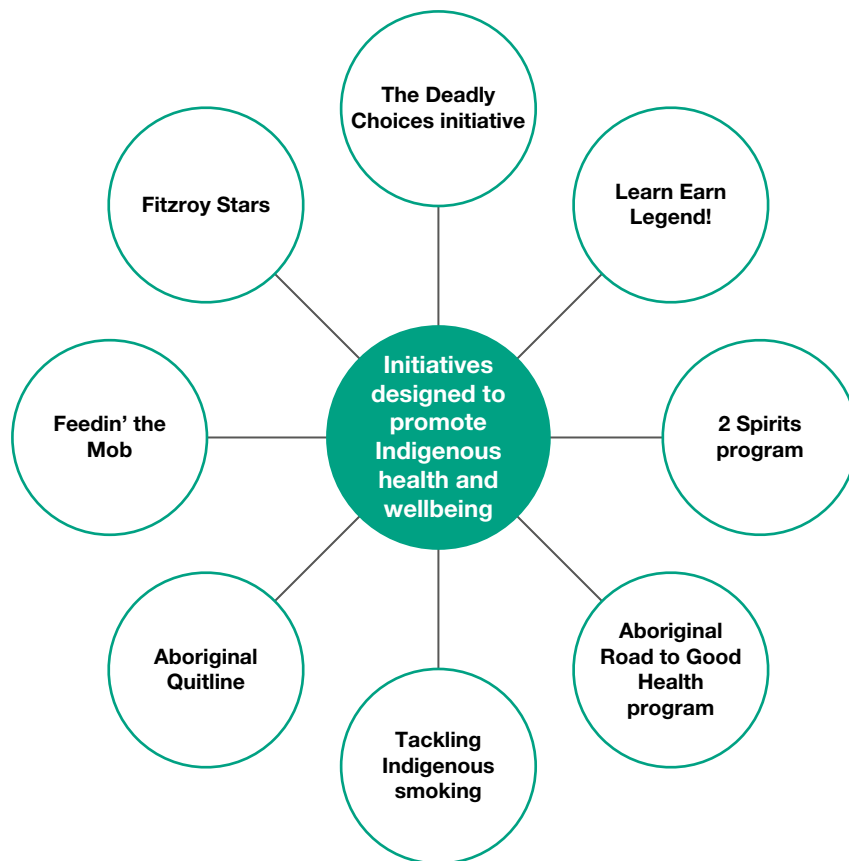 The Deadly
Choices initiative
Learn Earn
Legend!
2 Spirits
program
Aboriginal
Road to Good
Health
program
Tackling
Indigenous
smoking
Aboriginal
Quitline
Feedin’ the
Mob
Fitzroy Stars
Initiatives
designed to
promote
Indigenous
health and
wellbeing